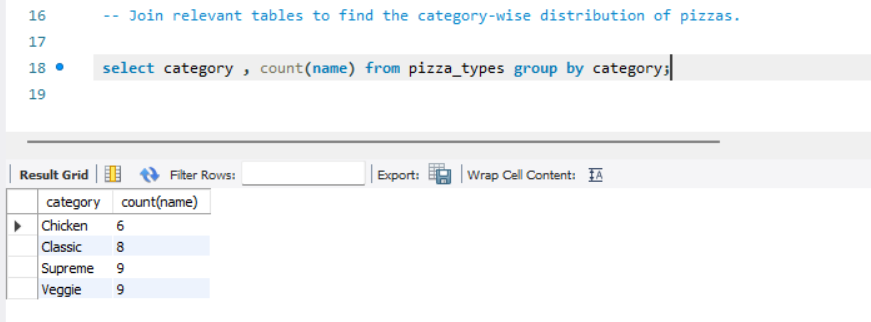 16 -- Join relevant tables to find the category-wise distribution of pizzas.
17
18 select category , count(name) from pizza_types group by category;
19
Result Grid Filter Rows: Export: Wrap Cell Content: IA
category count(name)
Chicken 6
Classic 8
Supreme 9
Veggie 9